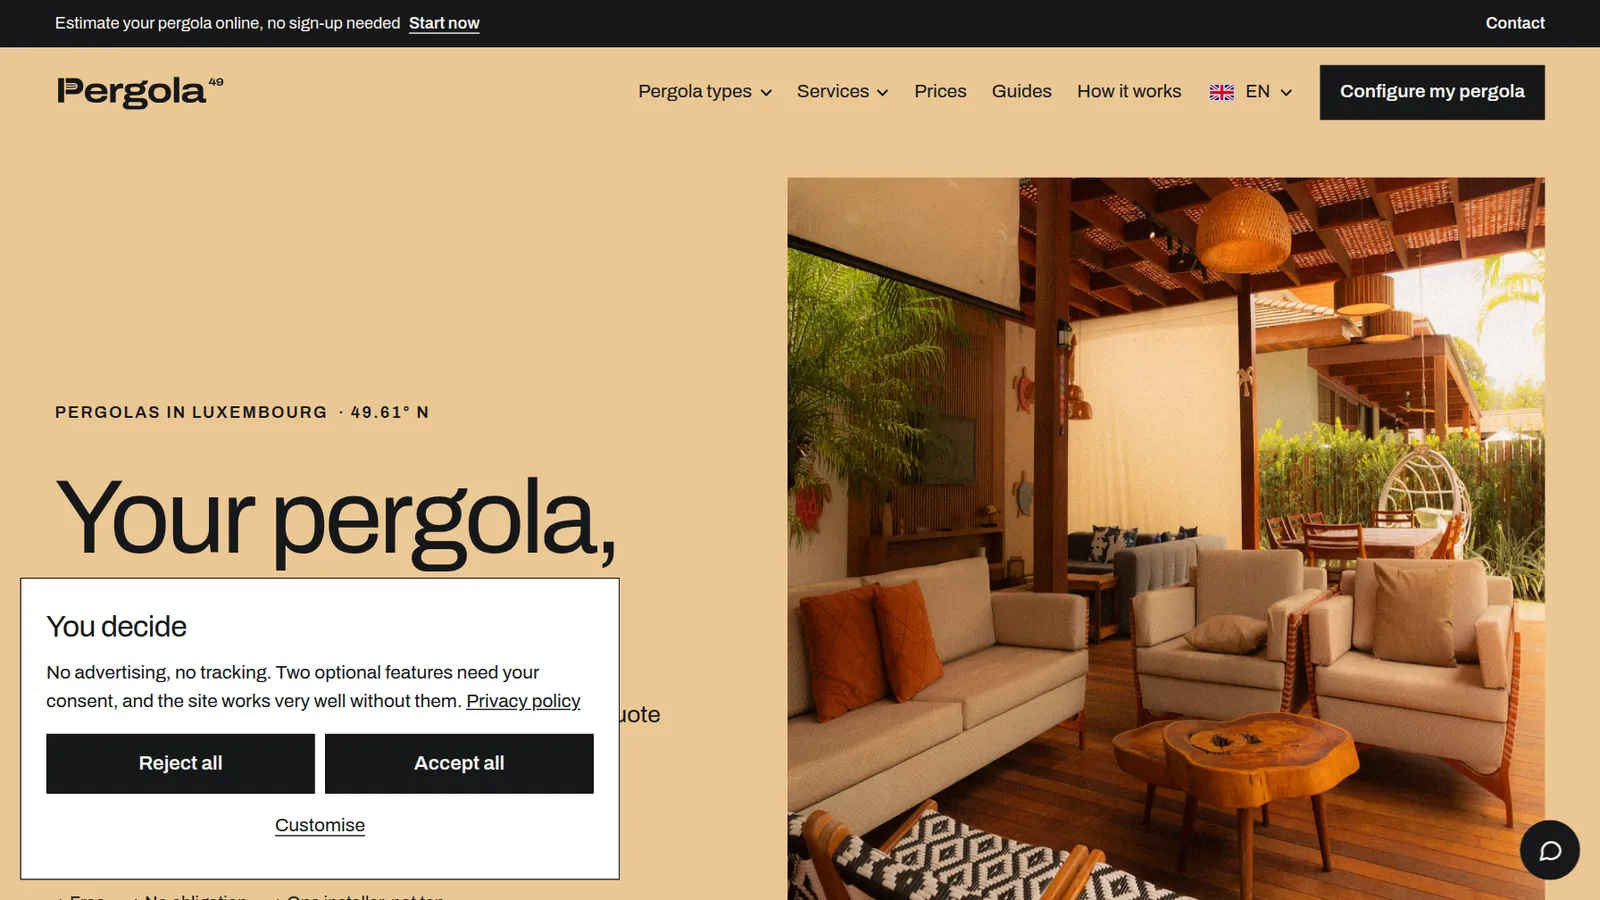 Estimate your pergola online, no sign-up needed Start now
Contact
Pergola 49
Pergola types
Services
Prices
Guides
How it works
EN
Configure my pergola
PERGOLAS IN LUXEMBOURG · 49.61° N
Your pergola,
You decide
No advertising, no tracking. Two optional features need your
consent, and the site works very well without them. Privacy policy
Reject all
Accept all
Customise